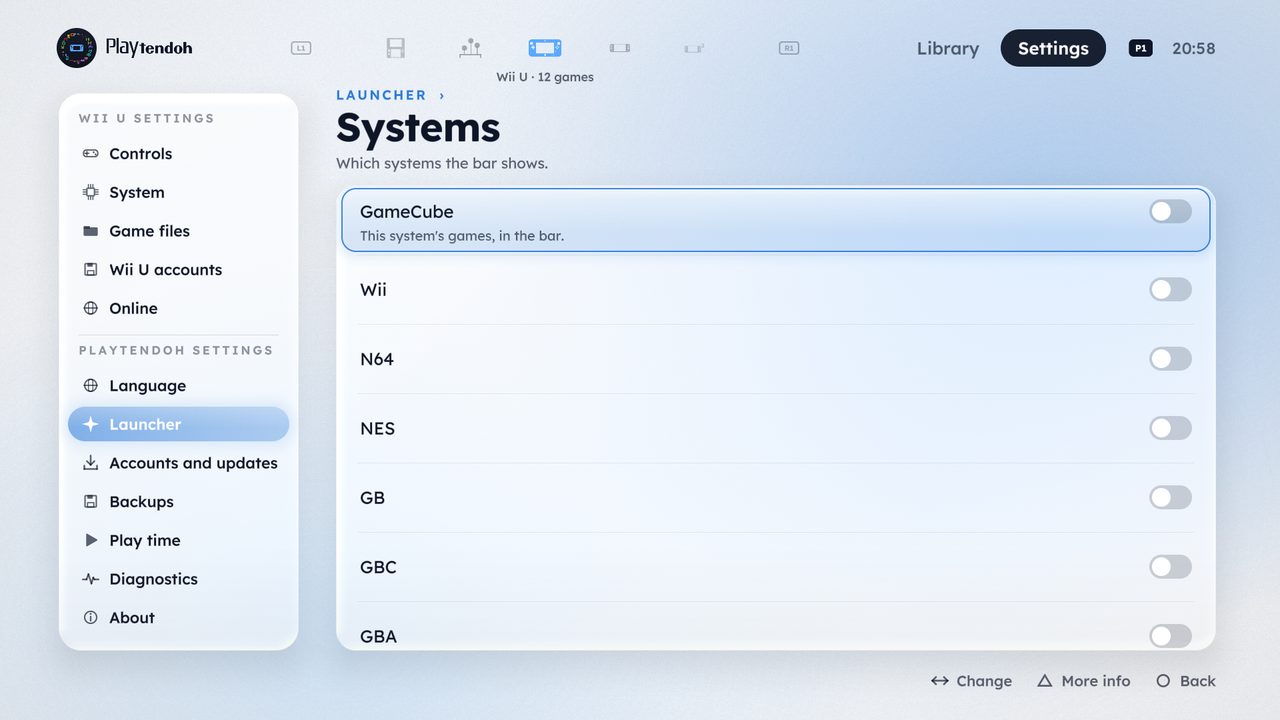 Playtendoh
L1
R1
Library
Settings
P1
20:58
Wii U · 12 games
WII U SETTINGS
Controls
System
Game files
Wii U accounts
Online
PLAYTENDOH SETTINGS
Language
Launcher
Accounts and updates
Backups
Play time
Diagnostics
About
LAUNCHER ›
Systems
Which systems the bar shows.
GameCube
This system's games, in the bar.
Wii
N64
NES
GB
GBC
GBA
Change
More info
Back